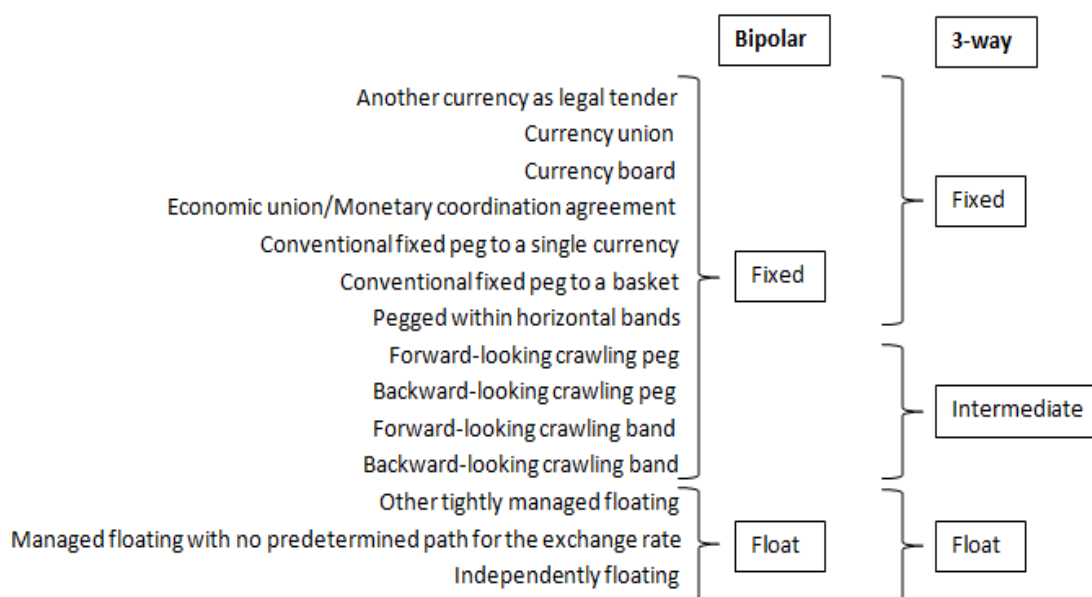 Bipolar
3-way
Another currency as legal tender
Currency union
Currency board
Economic union/Monetary coordination agreement
Fixed
Conventional fixed peg to a single currency
Conventional fixed peg to a basket
Fixed
Pegged within horizontal bands
Forward-looking crawling peg
Backward-looking crawling peg
Intermediate
Forward-looking crawling band
Backward-looking crawling band
Other tightly managed floating
Managed floating with no predetermined path for the exchange rate
Float
Float
Independently floating